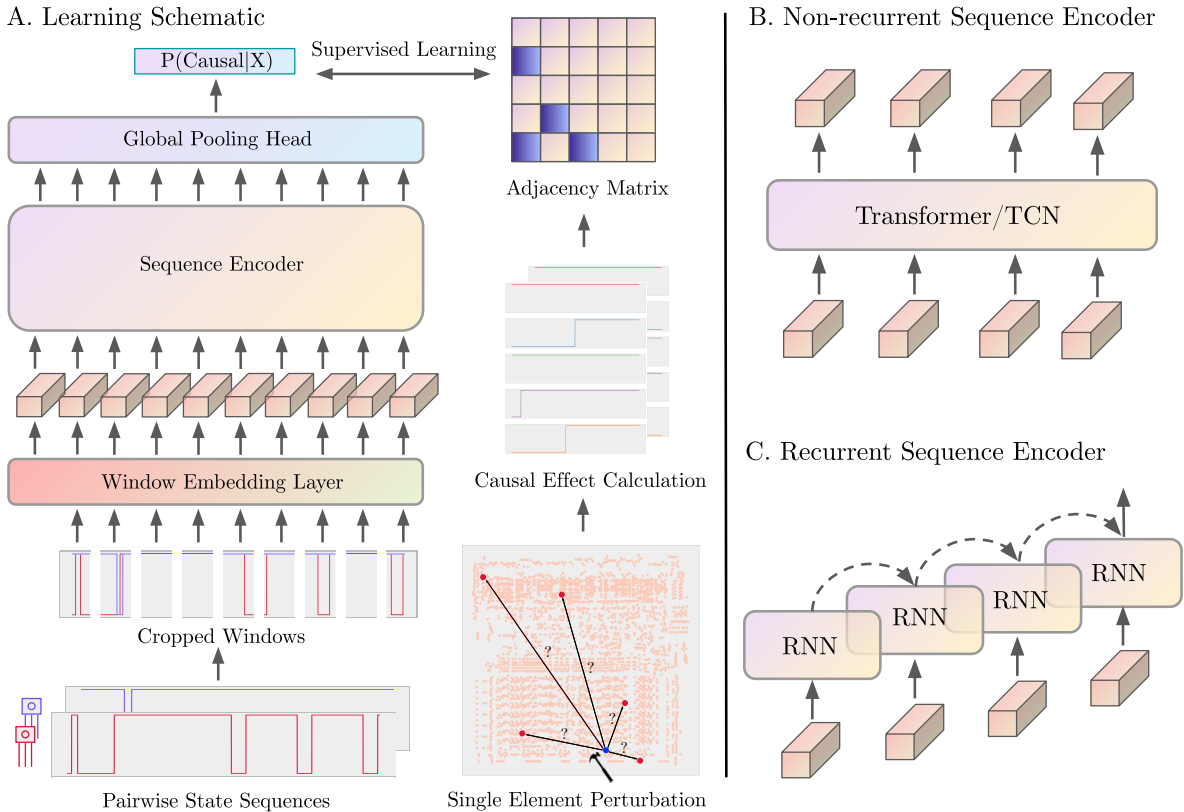 A. Learning Schematic
P(Causal|X)
Supervised Learning
Global Pooling Head
Adjacency Matrix
Sequence Encoder
Window Embedding Layer
Causal Effect Calculation
Cropped Windows
?
?
?
?
?
Pairwise State Sequences
Single Element Perturbation
B. Non-recurrent Sequence Encoder
Transformer/TCN
C. Recurrent Sequence Encoder
RNN
RNN
RNN
RNN